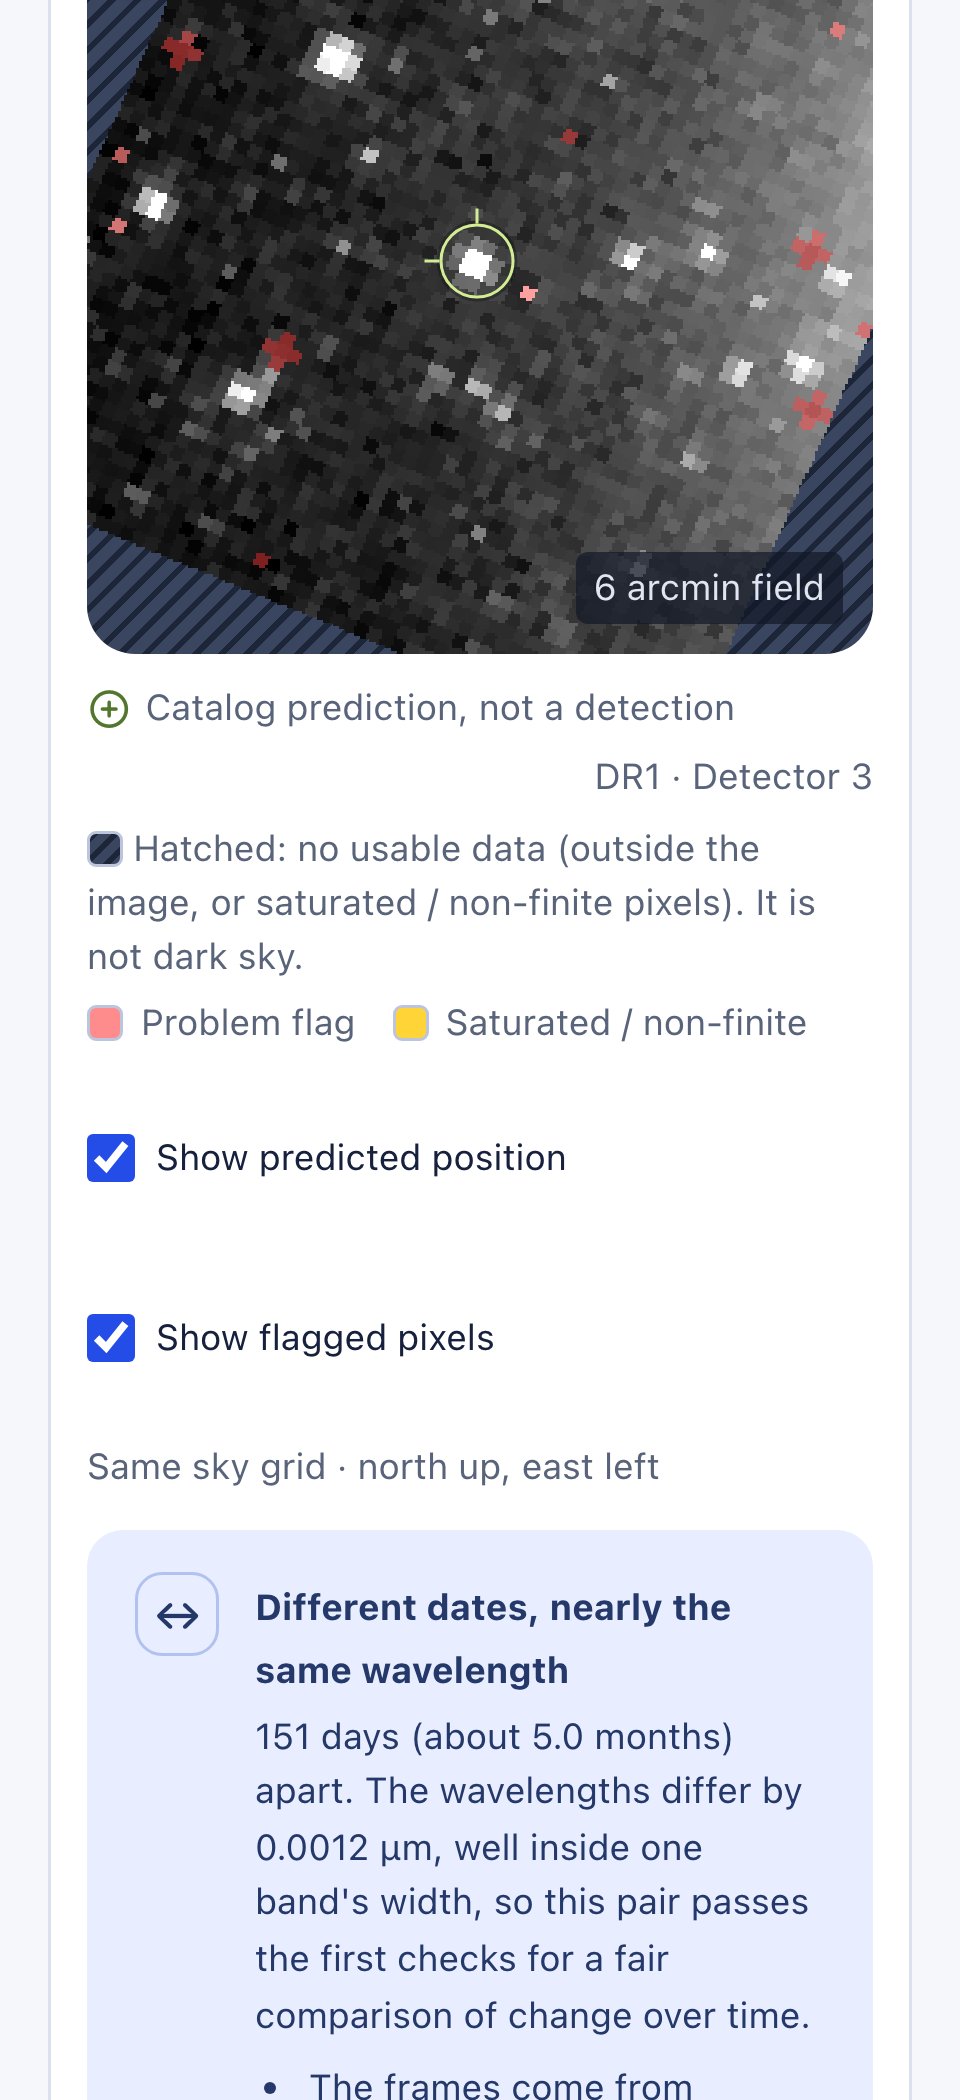 6 arcmin field
Catalog prediction, not a detection
DR1 · Detector 3
Hatched: no usable data (outside the
image, or saturated / non-finite pixels). It is
not dark sky.
Problem flag
Saturated / non-finite
Show predicted position
Show flagged pixels
Same sky grid · north up, east left
Different dates, nearly the
same wavelength
151 days (about 5.0 months)
apart. The wavelengths differ by
0.0012 µm, well inside one
band's width, so this pair passes
the first checks for a fair
comparison of change over time.
• The frames come from